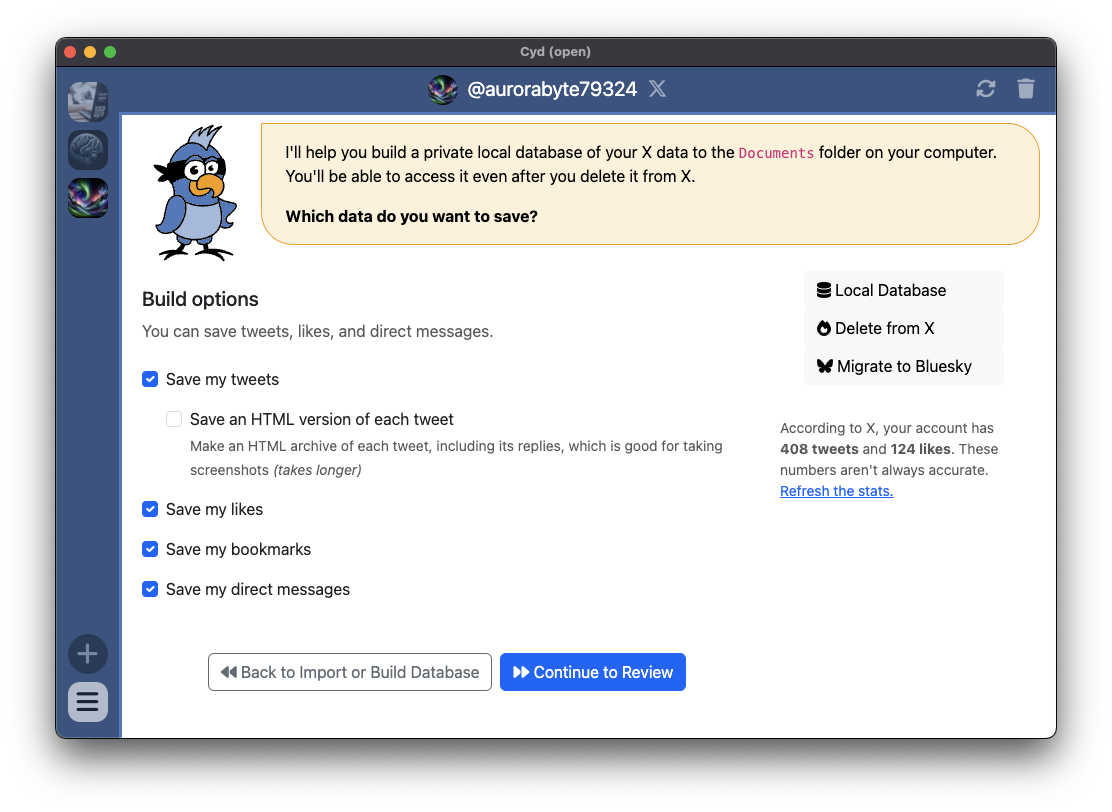 Cyd (open)
@aurorabyte79324
I'll help you build a private local database of your X data to the Documents folder on your computer.
You'll be able to access it even after you delete it from X.
Which data do you want to save?
Build options
You can save tweets, likes, and direct messages.
Save my tweets
Save an HTML version of each tweet
Make an HTML archive of each tweet, including its replies, which is good for taking
screenshots (takes longer)
Save my likes
Save my bookmarks
Save my direct messages
Back to Import or Build Database
Continue to Review
Local Database
Delete from X
Migrate to Bluesky
According to X, your account has
408 tweets and 124 likes. These
numbers aren't always accurate.
Refresh the stats.